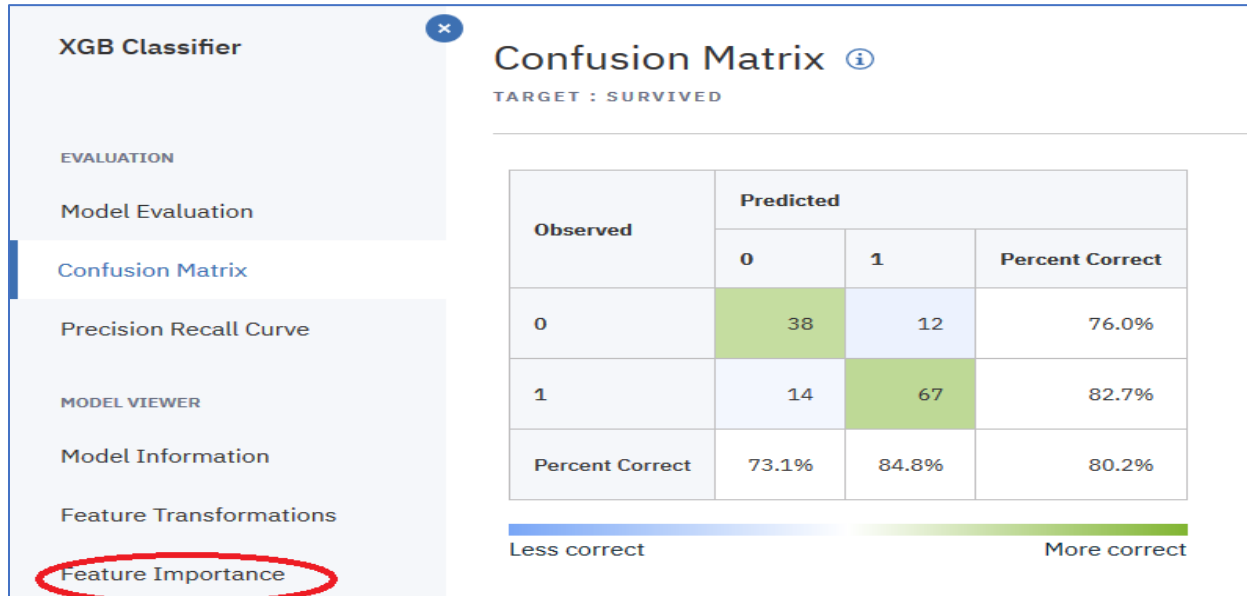 XGB Classifier
EVALUATION
Model Evaluation
Confusion Matrix
Precision Recall Curve
MODEL VIEWER
Model Information
Feature Transformations
Feature Importance
Confusion Matrix
TARGET : SURVIVED
Observed
Predicted
0 1 Percent Correct
0 38 12 76.0%
1 14 67 82.7%
Percent Correct 73.1% 84.8% 80.2%
Less correct More correct